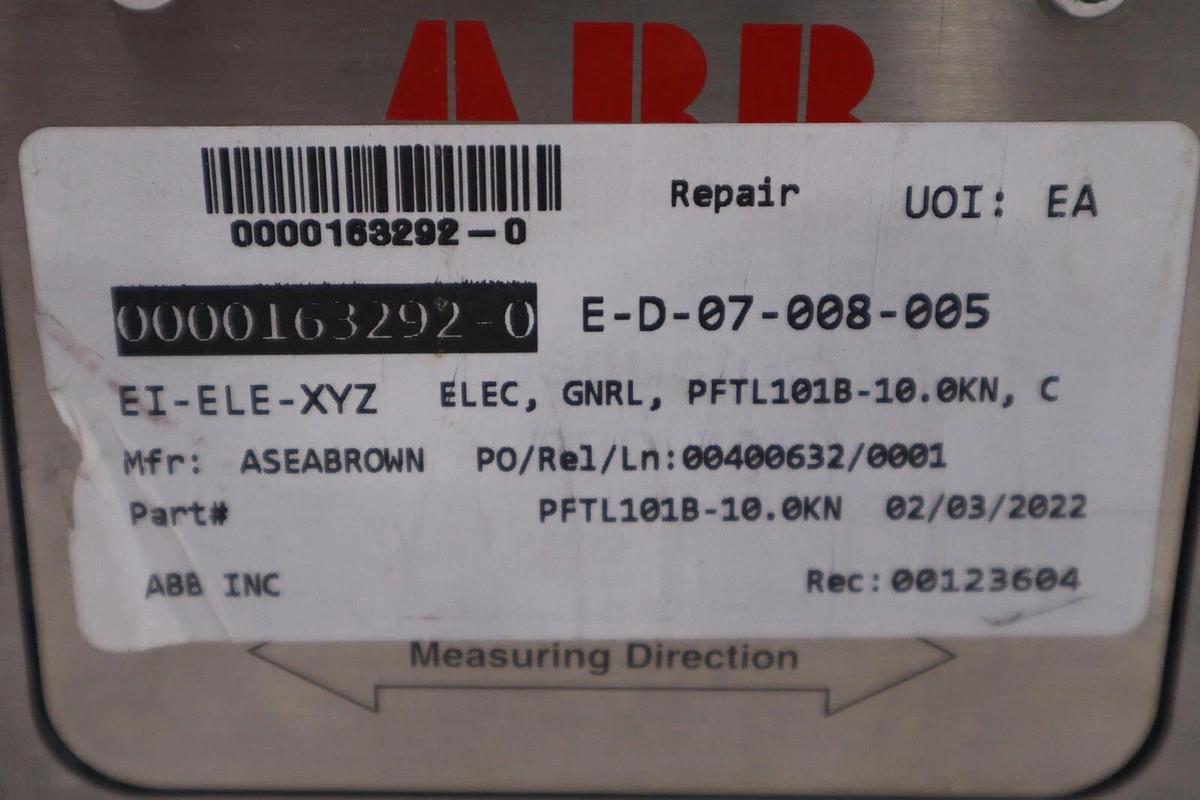 ABB
Repair UOI: EA
0000163292-0
0000163292-0 E-D-07-008-005
EI-ELE-XYZ ELEC, GNRL, PFTL101B-10.0KN, C
Mfr: ASEABROWN PO/Rel/Ln:00400632/0001
Part# PFTL101B-10.0KN 02/03/2022
ABB INC Rec:00123604
Measuring Direction